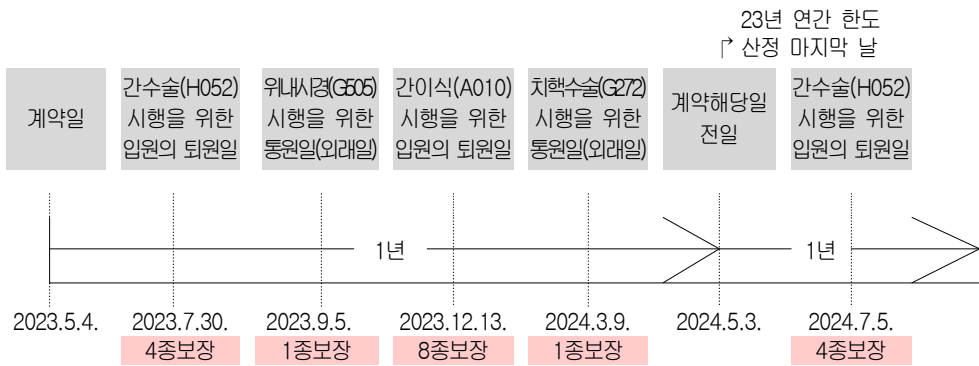 23년 연간 한도
┌▸ 산정 마지막 날
계약일
간수술(H052)
시행을 위한
입원의 퇴원일
위내시경(G505)
시행을 위한
통원일(외래일)
간이식(A010)
시행을 위한
입원의 퇴원일
치핵수술(G272)
시행을 위한
통원일(외래일)
계약해당일
전일
간수술(H052)
시행을 위한
입원의 퇴원일
1년
1년
2023.5.4.
2023.7.30.
2023.9.5.
2023.12.13.
2024.3.9.
2024.5.3.
2024.7.5.
4종보장
1종보장
8종보장
1종보장
4종보장